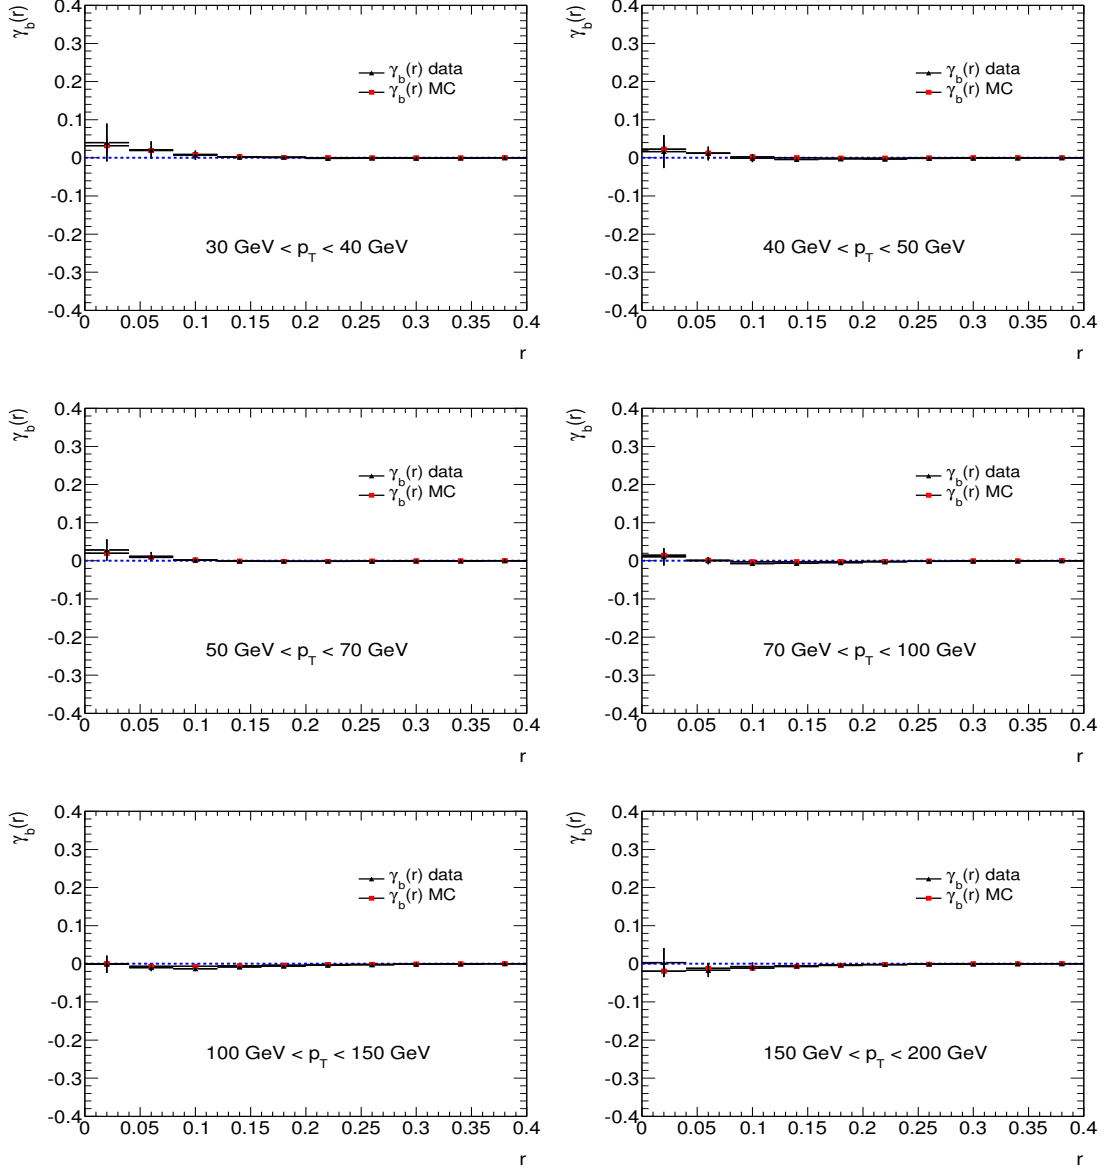 γb(r)
0.4
0.3
0.2
0.1
0
-0.1
-0.2
-0.3
-0.4
γb(r) data
γb(r) MC
30 GeV < pT < 40 GeV
0 0.05 0.1 0.15 0.2 0.25 0.3 0.35 0.4
r
γb(r)
0.4
0.3
0.2
0.1
0
-0.1
-0.2
-0.3
-0.4
γb(r) data
γb(r) MC
40 GeV < pT < 50 GeV
0 0.05 0.1 0.15 0.2 0.25 0.3 0.35 0.4
r
γb(r)
0.4
0.3
0.2
0.1
0
-0.1
-0.2
-0.3
-0.4
γb(r) data
γb(r) MC
50 GeV < pT < 70 GeV
0 0.05 0.1 0.15 0.2 0.25 0.3 0.35 0.4
r
γb(r)
0.4
0.3
0.2
0.1
0
-0.1
-0.2
-0.3
-0.4
γb(r) data
γb(r) MC
70 GeV < pT < 100 GeV
0 0.05 0.1 0.15 0.2 0.25 0.3 0.35 0.4
r
γb(r)
0.4
0.3
0.2
0.1
0
-0.1
-0.2
-0.3
-0.4
γb(r) data
γb(r) MC
100 GeV < pT < 150 GeV
0 0.05 0.1 0.15 0.2 0.25 0.3 0.35 0.4
r
γb(r)
0.4
0.3
0.2
0.1
0
-0.1
-0.2
-0.3
-0.4
γb(r) data
γb(r) MC
150 GeV < pT < 200 GeV
0 0.05 0.1 0.15 0.2 0.25 0.3 0.35 0.4
r